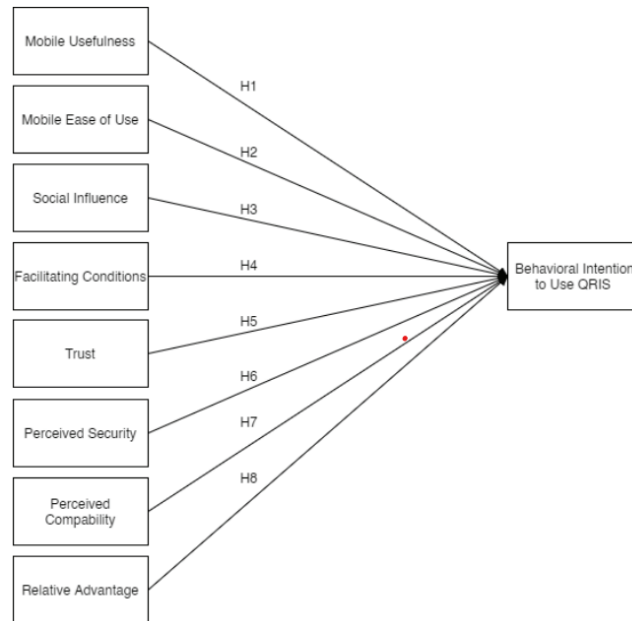 Mobile Usefulness
H1
Mobile Ease of Use
H2
Social Influence
H3
Facilitating Conditions
H4
Behavioral Intention
to Use QRIS
H5
Trust
H6
Perceived Security
H7
Perceived
Compability
H8
Relative Advantage